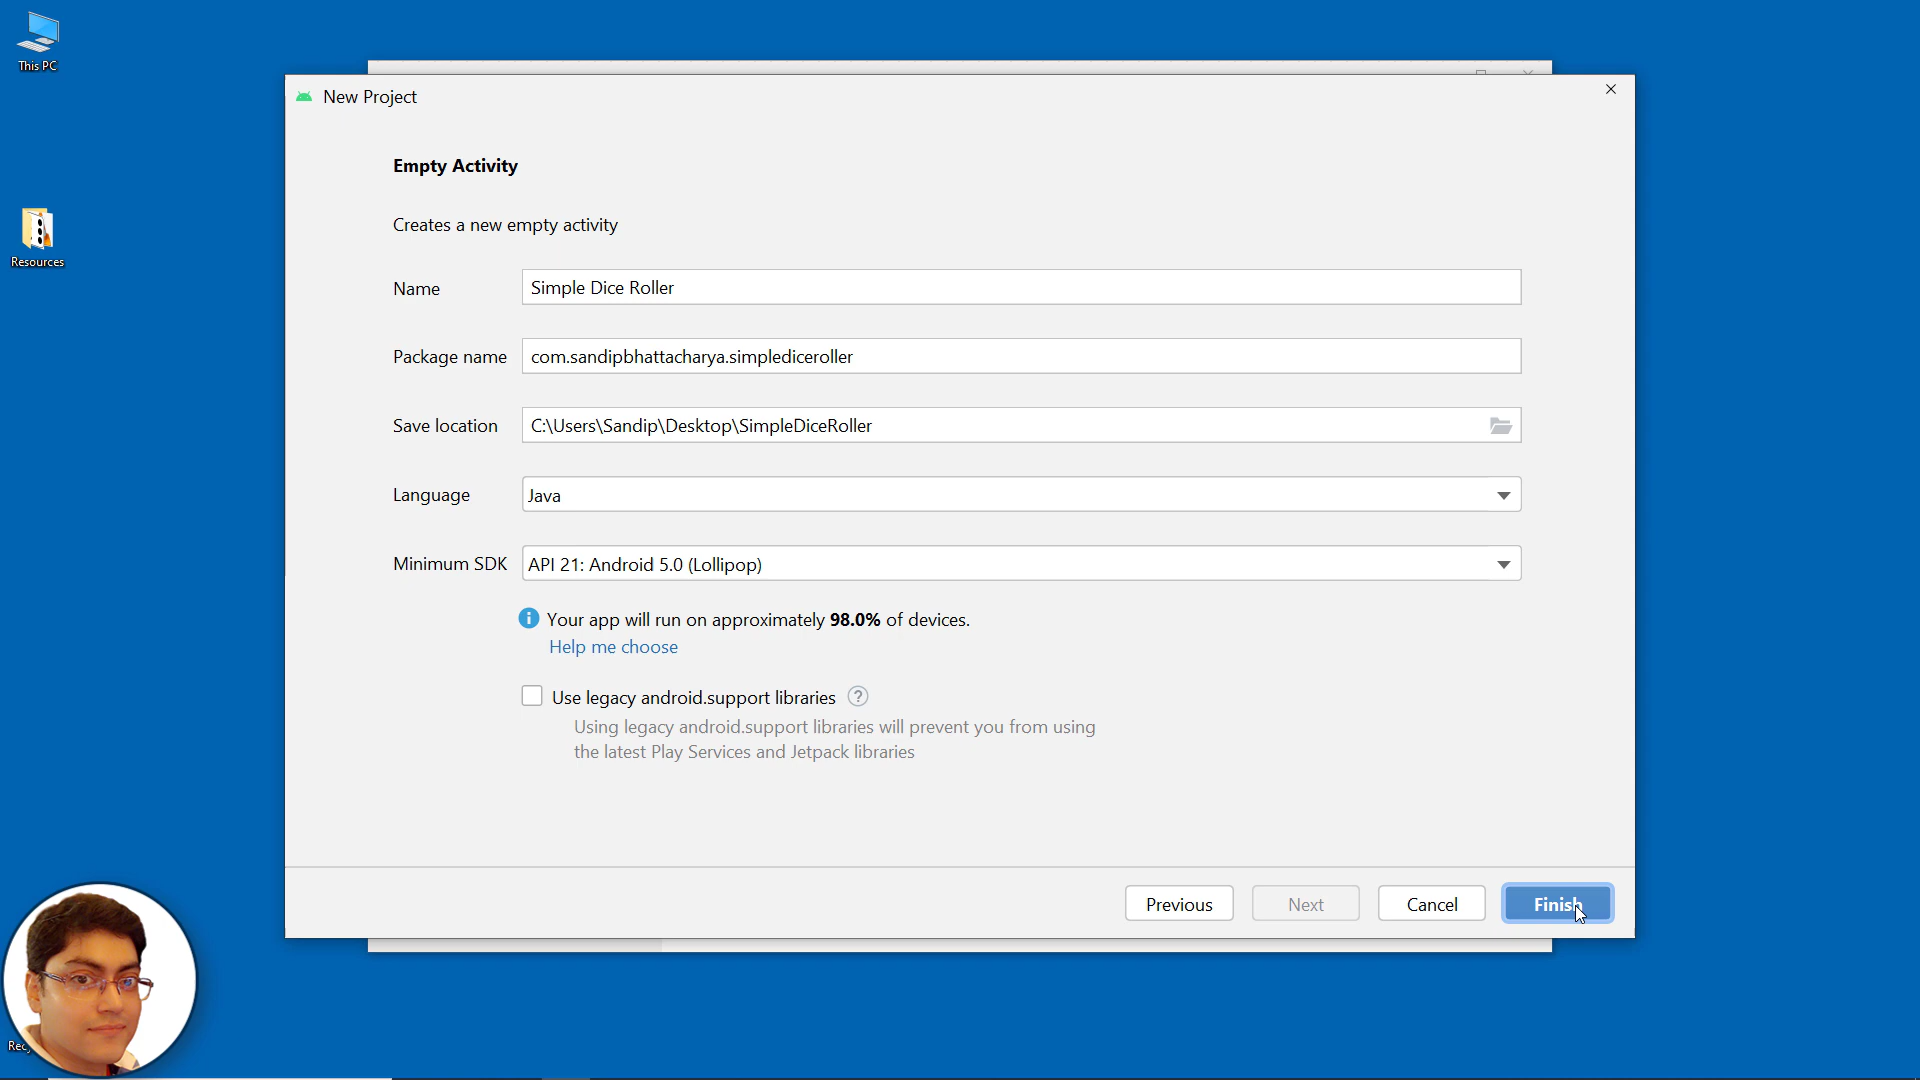 This PC
Resources
New Project
Empty Activity
Creates a new empty activity
Name
Simple Dice Roller
Package name
com.sandipbhattacharya.simplediceroller
Save location
C:\Users\Sandip\Desktop\SimpleDiceRoller
Language
Java
Minimum SDK
API 21: Android 5.0 (Lollipop)
Your app will run on approximately 98.0% of devices.
Help me choose
Use legacy android.support libraries
?
Using legacy android.support libraries will prevent you from using
the latest Play Services and Jetpack libraries
Previous
Next
Cancel
Finish